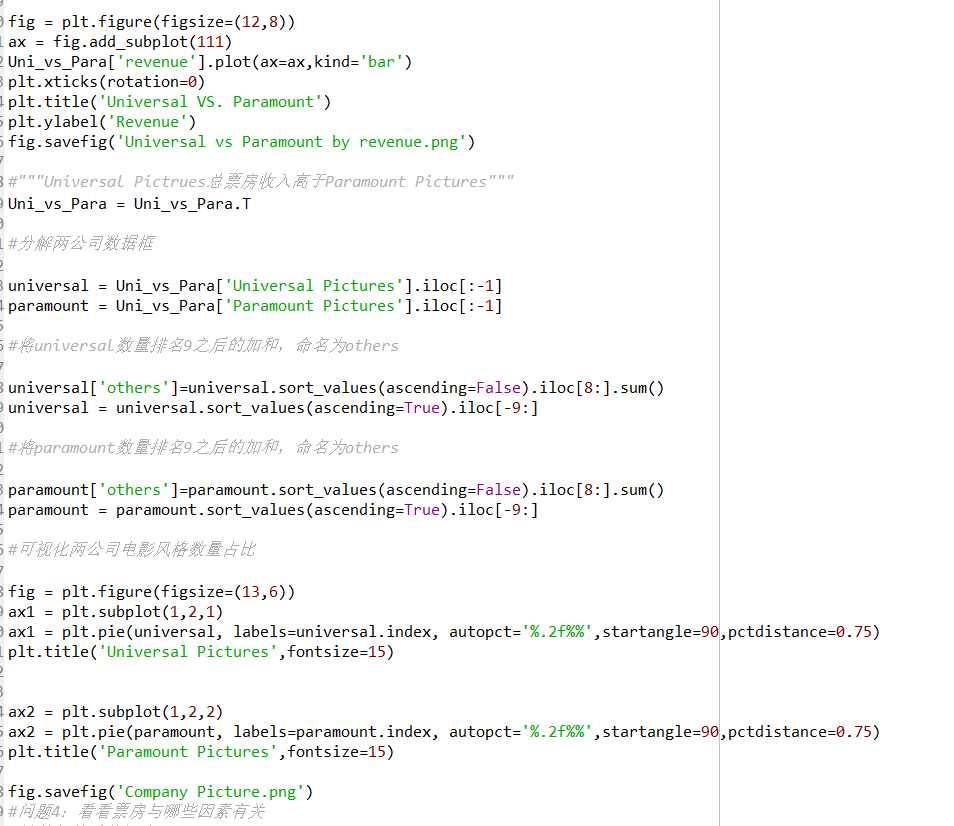 fig = plt.figure(figsize=(12,8))
ax = fig.add_subplot(111)
Uni_vs_Para['revenue'].plot(ax=ax,kind='bar')
plt.xticks(rotation=0)
plt.title('Universal VS. Paramount')
plt.ylabel('Revenue')
fig.savefig('Universal vs Paramount by revenue.png')
#"""Universal Pictrues总票房收入高于Paramount Pictures"""
Uni_vs_Para = Uni_vs_Para.T
#分解两公司数据框
universal = Uni_vs_Para['Universal Pictures'].iloc[:-1]
paramount = Uni_vs_Para['Paramount Pictures'].iloc[:-1]
#将universal数量排名9之后的加和，命名为others
universal['others']=universal.sort_values(ascending=False).iloc[8:].sum()
universal = universal.sort_values(ascending=True).iloc[-9:]
#将paramount数量排名9之后的加和，命名为others
paramount['others']=paramount.sort_values(ascending=False).iloc[8:].sum()
paramount = paramount.sort_values(ascending=True).iloc[-9:]
#可视化两公司电影风格数量占比
fig = plt.figure(figsize=(13,6))
ax1 = plt.subplot(1,2,1)
ax1 = plt.pie(universal, labels=universal.index, autopct='%.2f%%',startangle=90,pctdistance=0.75)
plt.title('Universal Pictures',fontsize=15)
ax2 = plt.subplot(1,2,2)
ax2 = plt.pie(paramount, labels=paramount.index, autopct='%.2f%%',startangle=90,pctdistance=0.75)
plt.title('Paramount Pictures',fontsize=15)
fig.savefig('Company Picture.png')
#问题4：看看票房与哪些因素有关